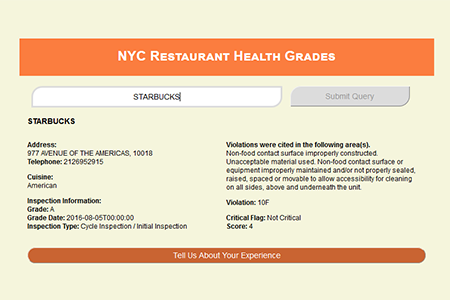 NYC RESTAURANT HEALTH GRADES
STARBUCKS
Submit Query
STARBUCKS
Address:
977 AVENUE OF THE AMERICAS, 10018
Telephone: 2126952915
Cuisine:
American
Inspection Information:
Grade: A
Grade Date: 2016-08-05T00:00:00
Inspection Type: Cycle Inspection / Initial Inspection
Violations were cited in the following area(s).
Non-food contact surface improperly constructed.
Unacceptable material used. Non-food contact surface or
equipment improperly maintained and/or not properly sealed,
raised, spaced or movable to allow accessibility for cleaning
on all sides, above and underneath the unit.
Violation: 10F
Critical Flag: Not Critical
Score: 4
Tell Us About Your Experience